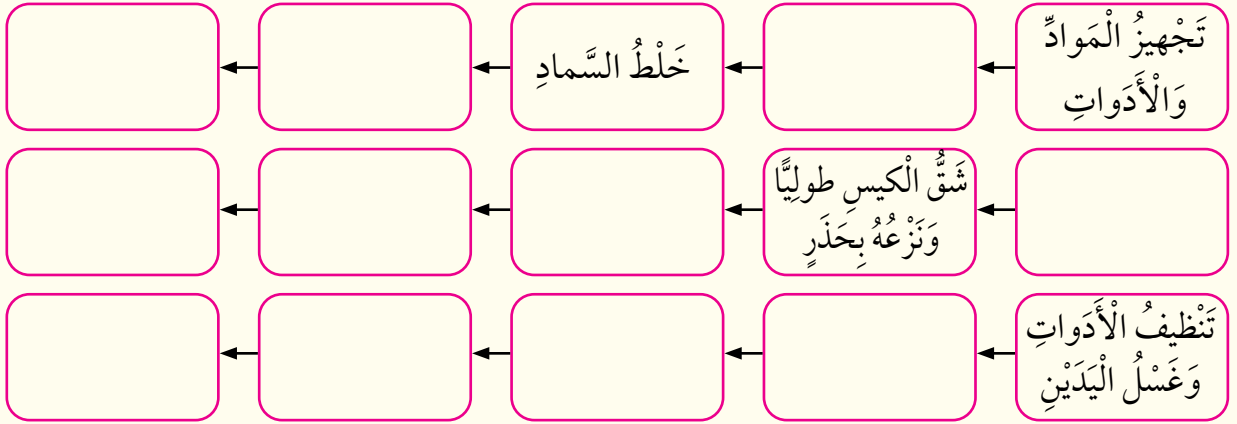 تَجْهيزُ الْمَوادِّ
وَالْأَدَواتِ
خَلْطُ السَّمادِ
شَقُّ الْكيسِ طولِيًّا
وَنَزْعُهُ بِحَذَرٍ
تَنْظيفُ الْأَدَواتِ
وَغَسْلُ الْيَدَيْنِ